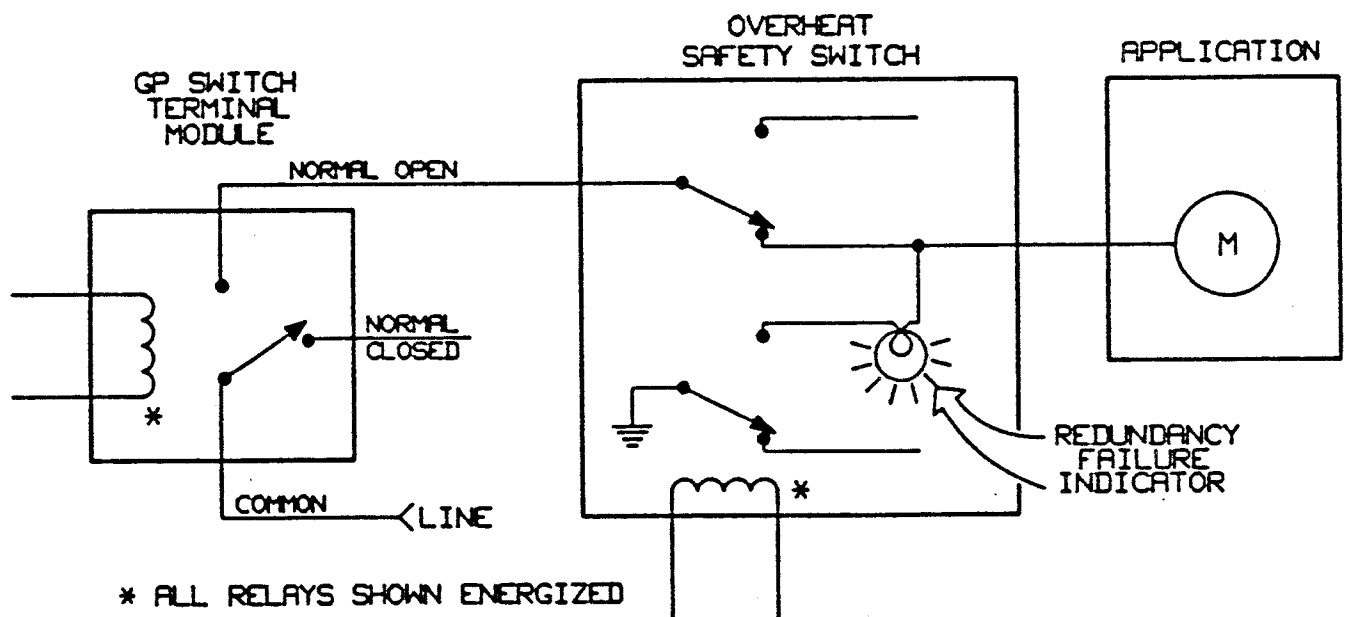 OVERHEAT
SAFETY SWITCH
APPLICATION
GP SWITCH
TERMINAL
MODULE
NORMAL OPEN
M
NORMAL
CLOSED
*
REDUNDANCY
FAILURE
INDICATOR
*
COMMON
LINE
* ALL RELAYS SHOWN ENERGIZED